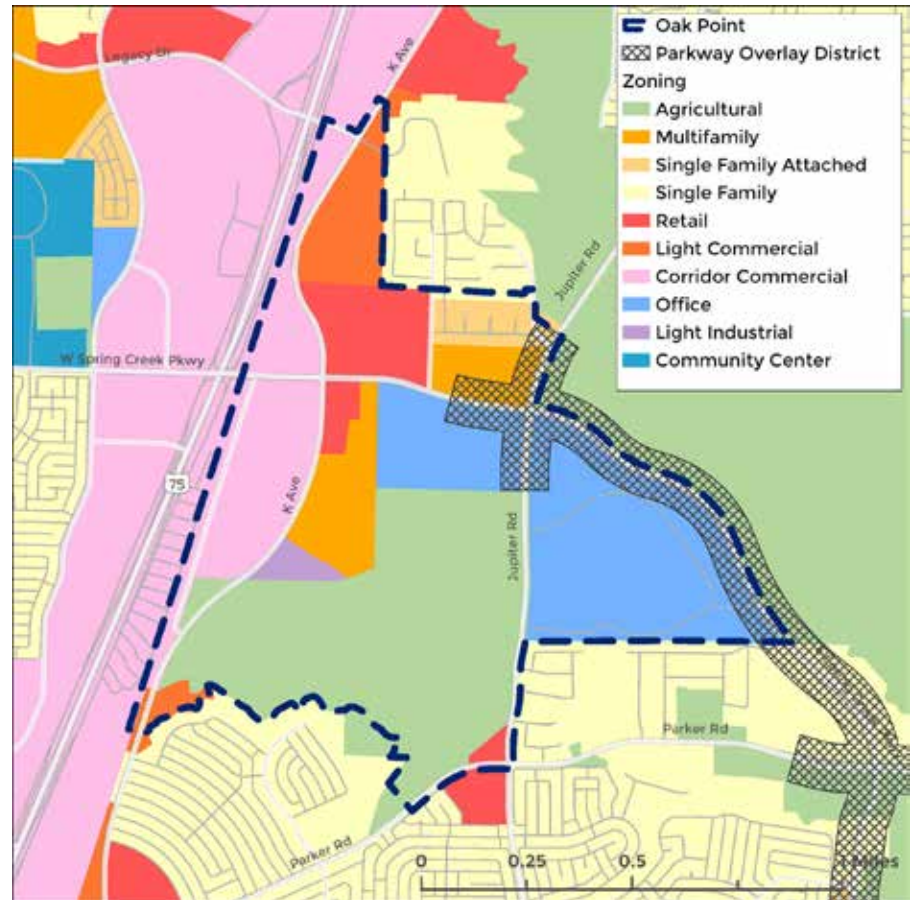 Oak Point
Parkway Overlay District
Zoning
Agricultural
Multifamily
Single Family Attached
Single Family
Retail
Light Commercial
Corridor Commercial
Office
Light Industrial
Community Center
Legacy Dr
K Ave
Jupiter Rd
W Spring Creek Pkwy
75
K Ave
Jupiter Rd
Parker Rd
Parker Rd
0 0.25 0.5 1 Miles